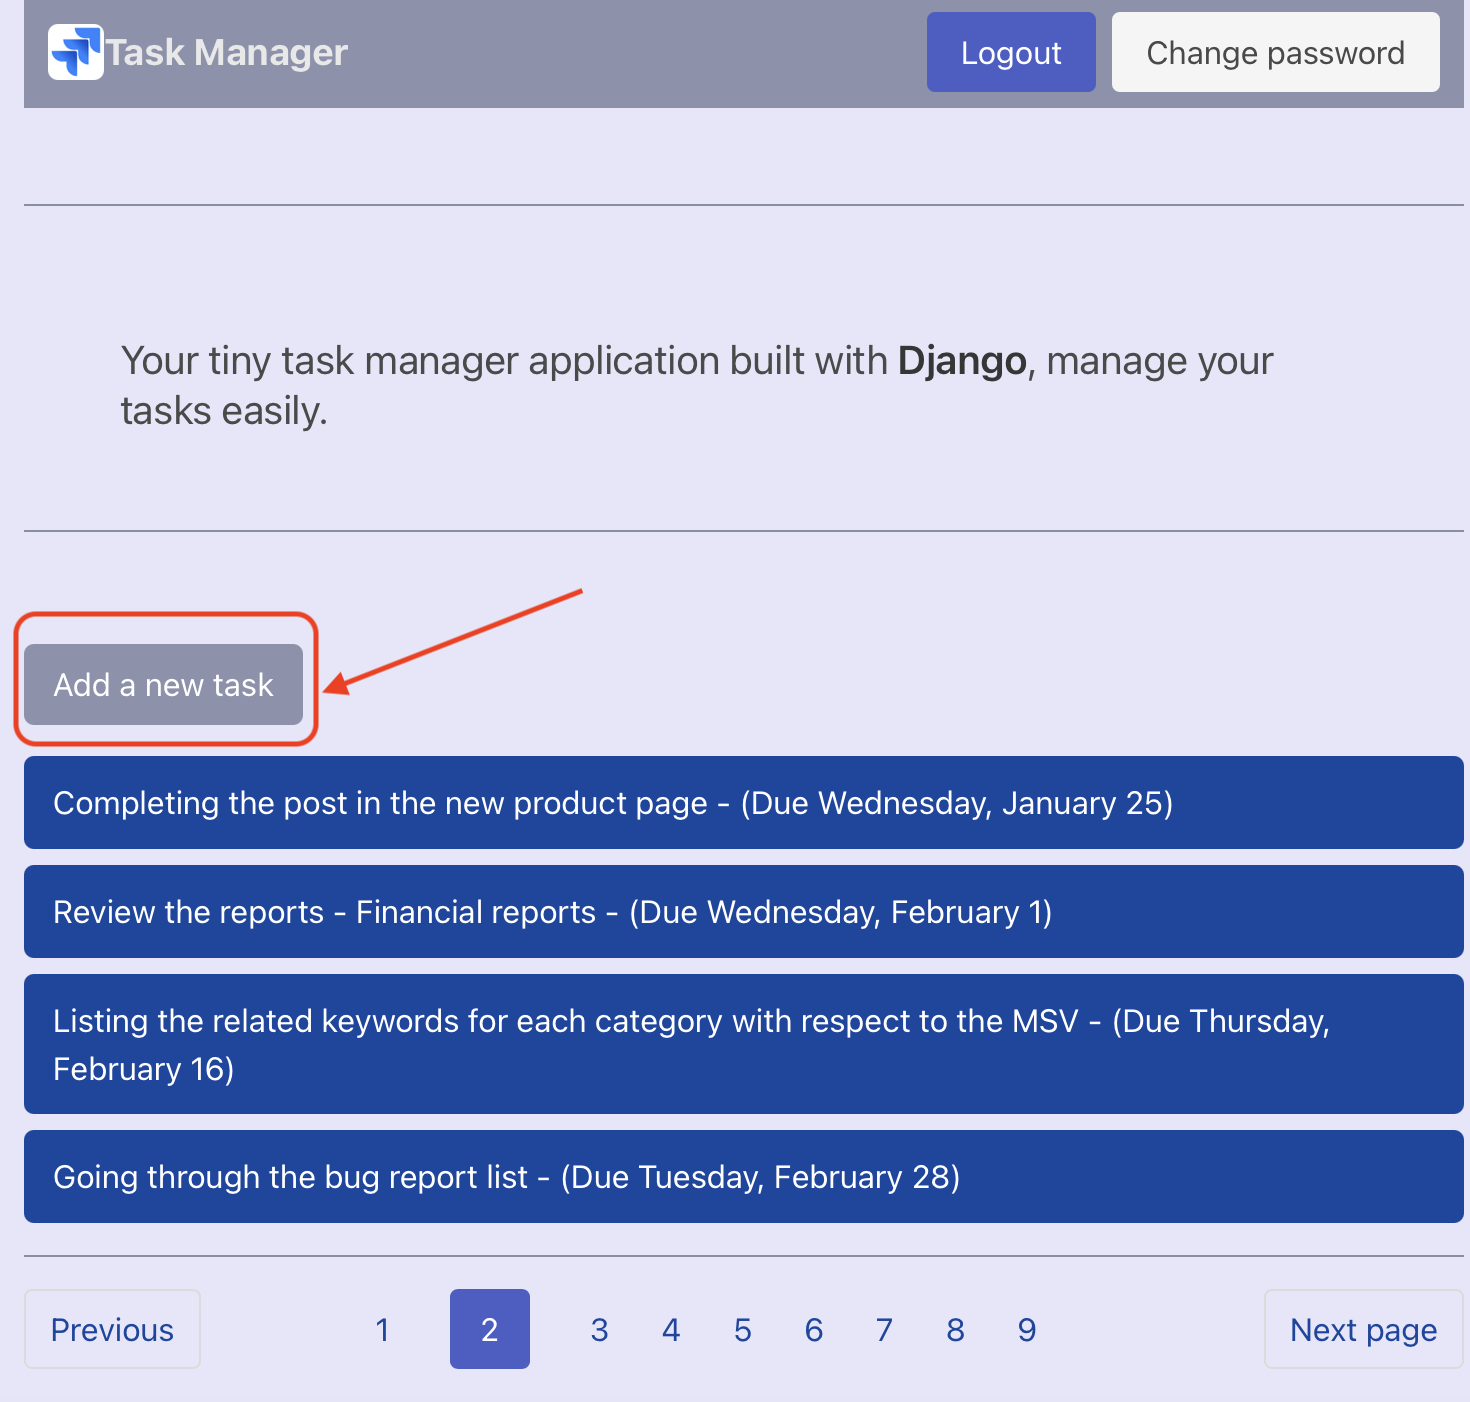 Task Manager
Logout
Change password
Your tiny task manager application built with Django, manage your
tasks easily.
Add a new task
Completing the post in the new product page - (Due Wednesday, January 25)
Review the reports - Financial reports - (Due Wednesday, February 1)
Listing the related keywords for each category with respect to the MSV - (Due Thursday,
February 16)
Going through the bug report list - (Due Tuesday, February 28)
Previous 1 2 3 4 5 6 7 8 9 Next page